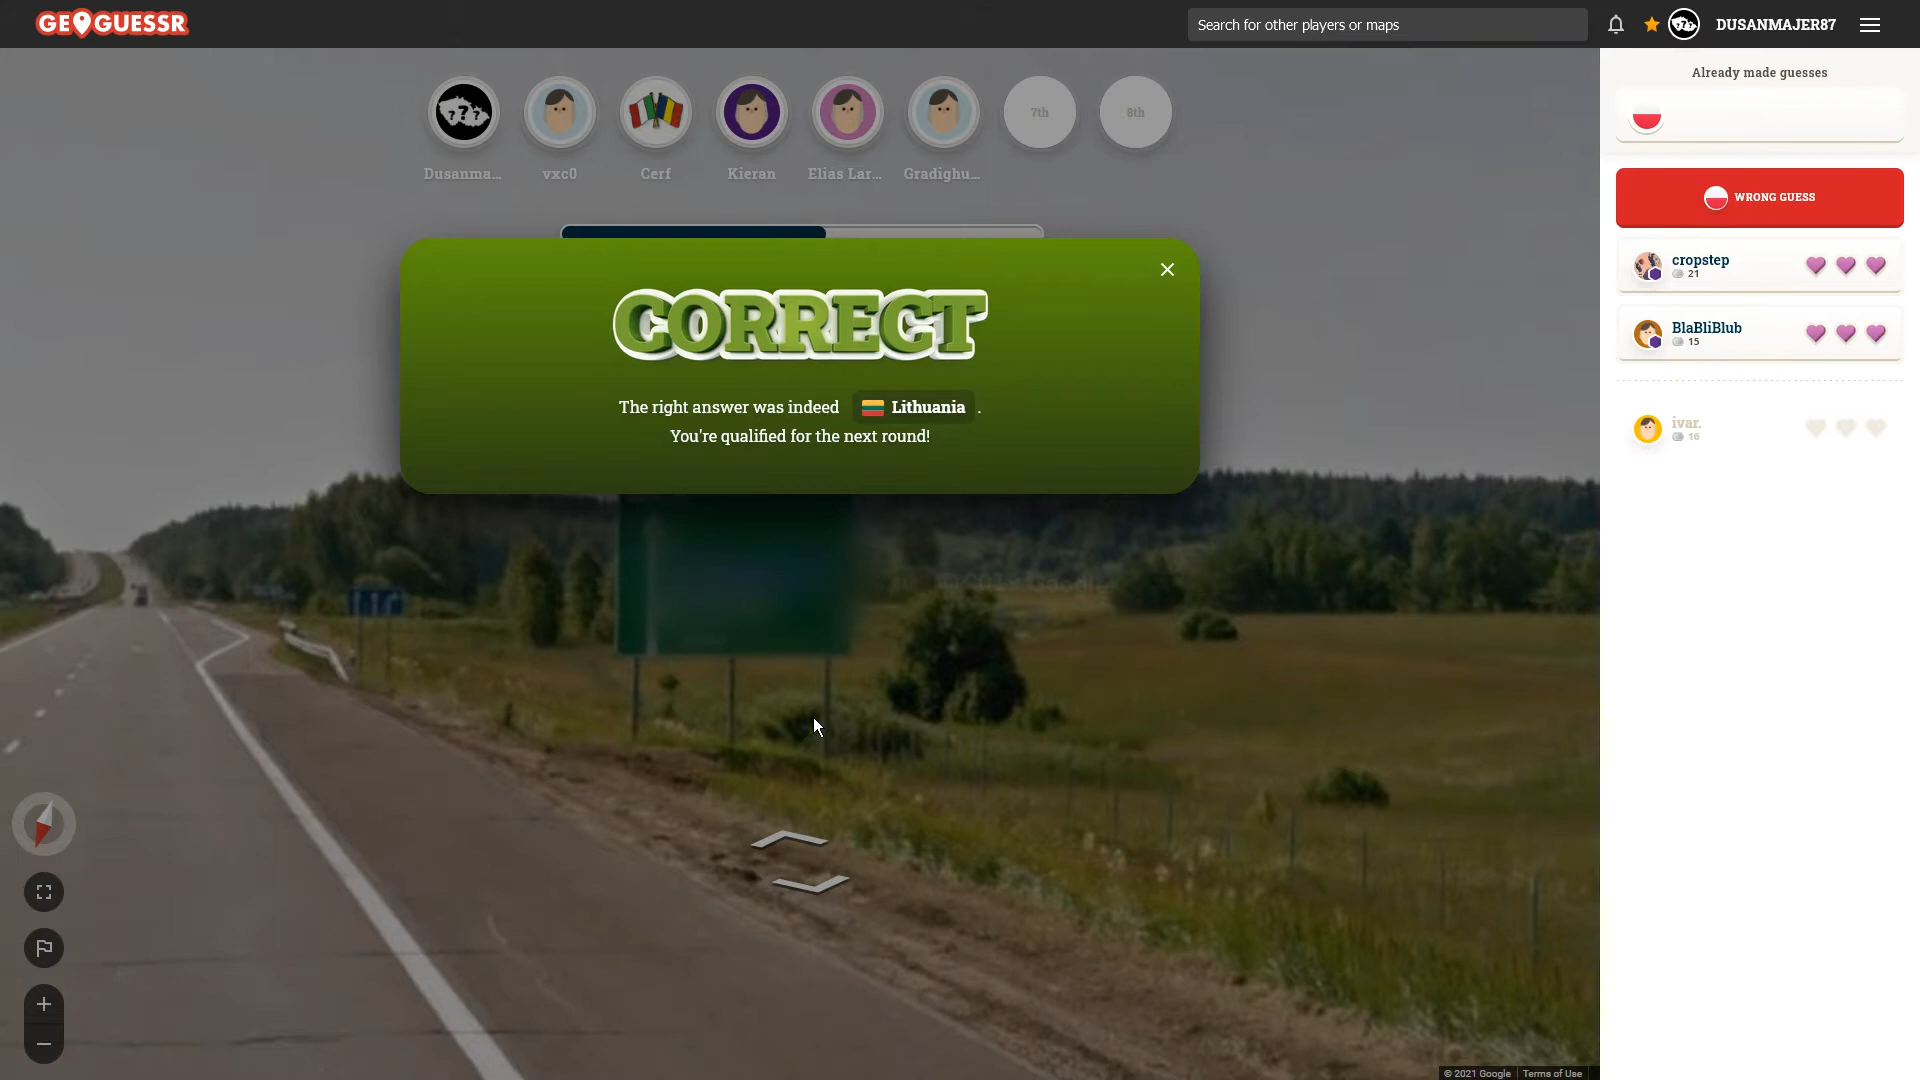 GEOGUESSR
Search for other players or maps
DUSANMAJER87
Already made guesses
???
7th
8th
Dusanma...
vxc0
Cerf
Kieran
Elias Lar...
Gradighu...
WRONG GUESS
CORRECT
cropstep
21
The right answer was indeed Lithuania .
You're qualified for the next round!
BlaBliBlub
15
ivar.
16
© 2021 Google
Terms of Use